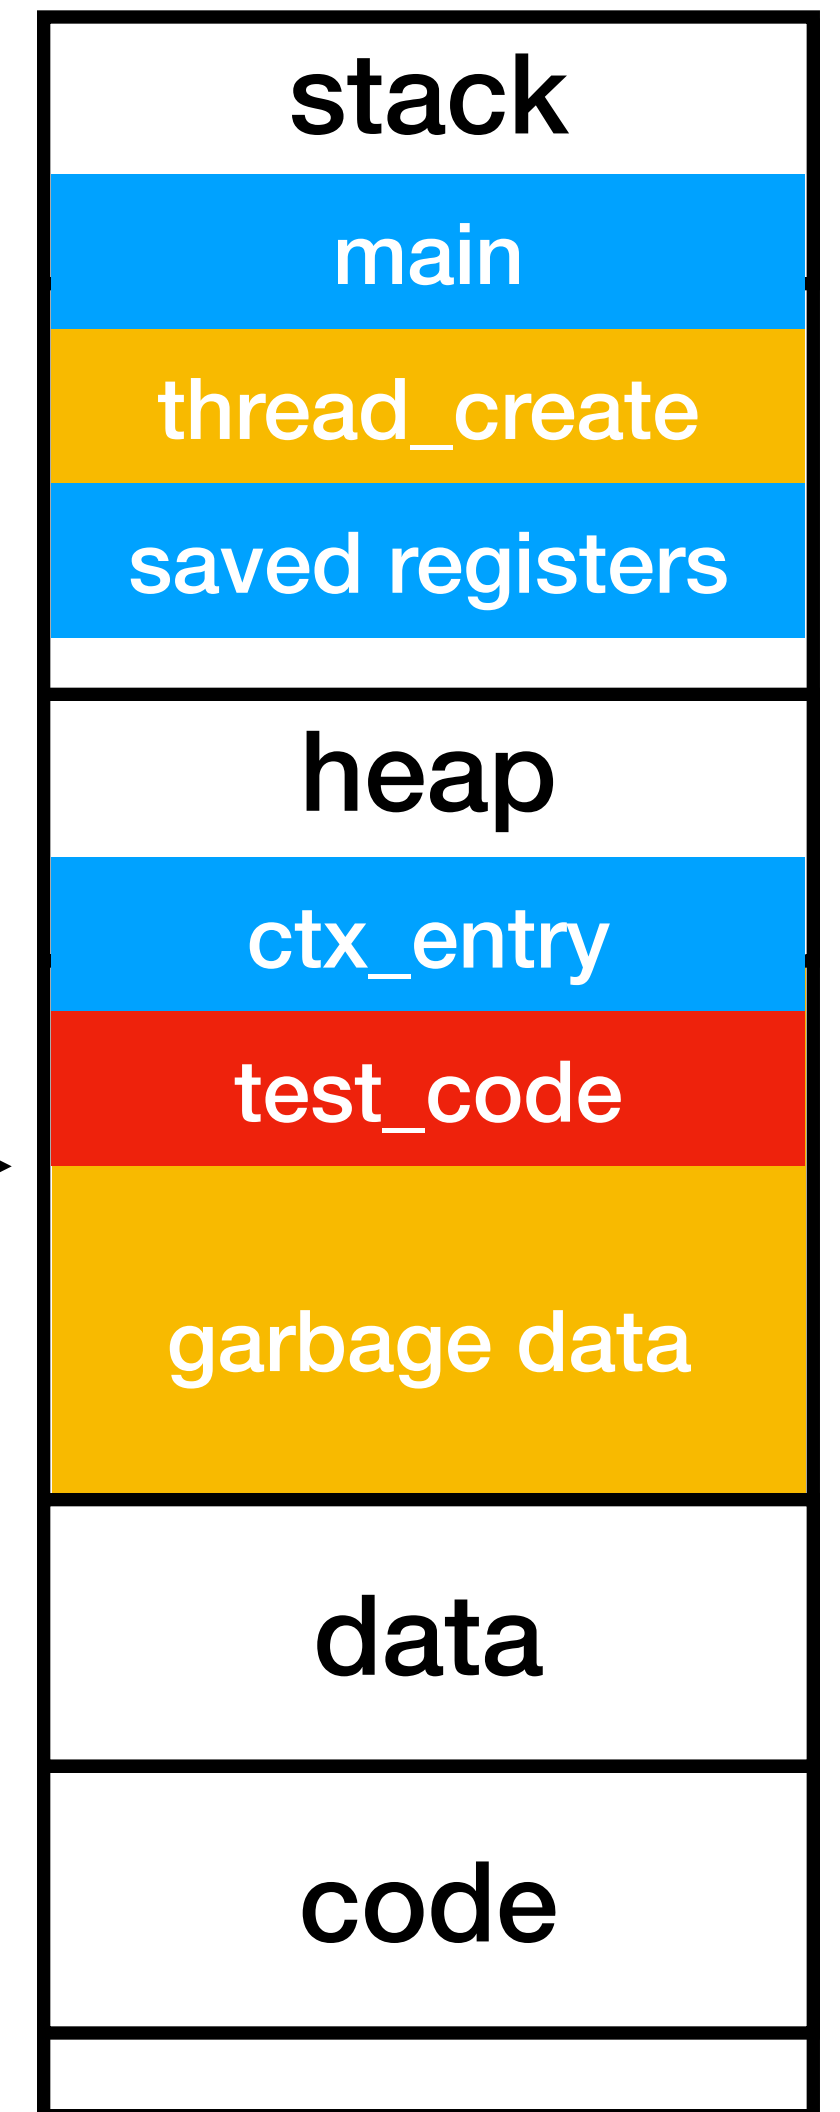 stack
main
thread_create
saved registers
heap
ctx_entry
test_code
garbage data
data
code